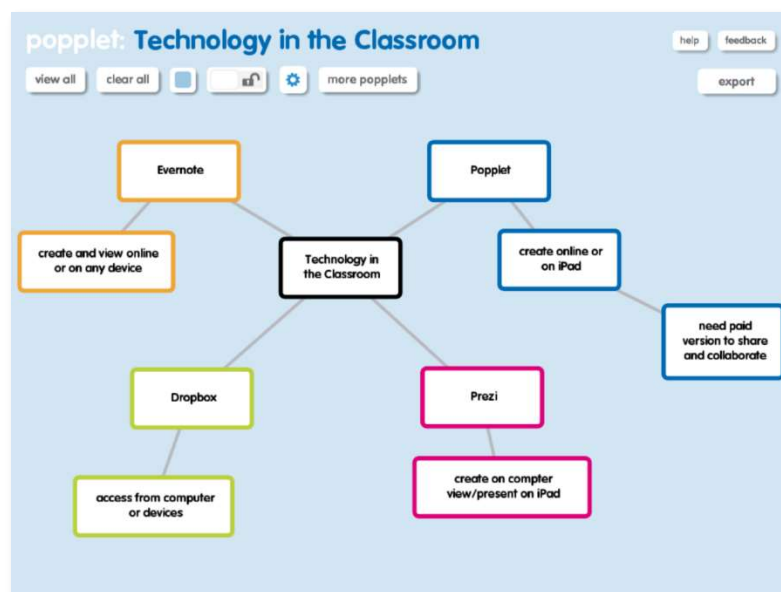 popplet: Technology in the Classroom
help
feedback
view all
clear all
more popplets
export
Evernote
Popplet
create and view online
or on any device
Technology in
the Classroom
create online or
on iPad
need paid
version to share
and collaborate
Dropbox
Prezi
access from computer
or devices
create on compter
view/present on iPad